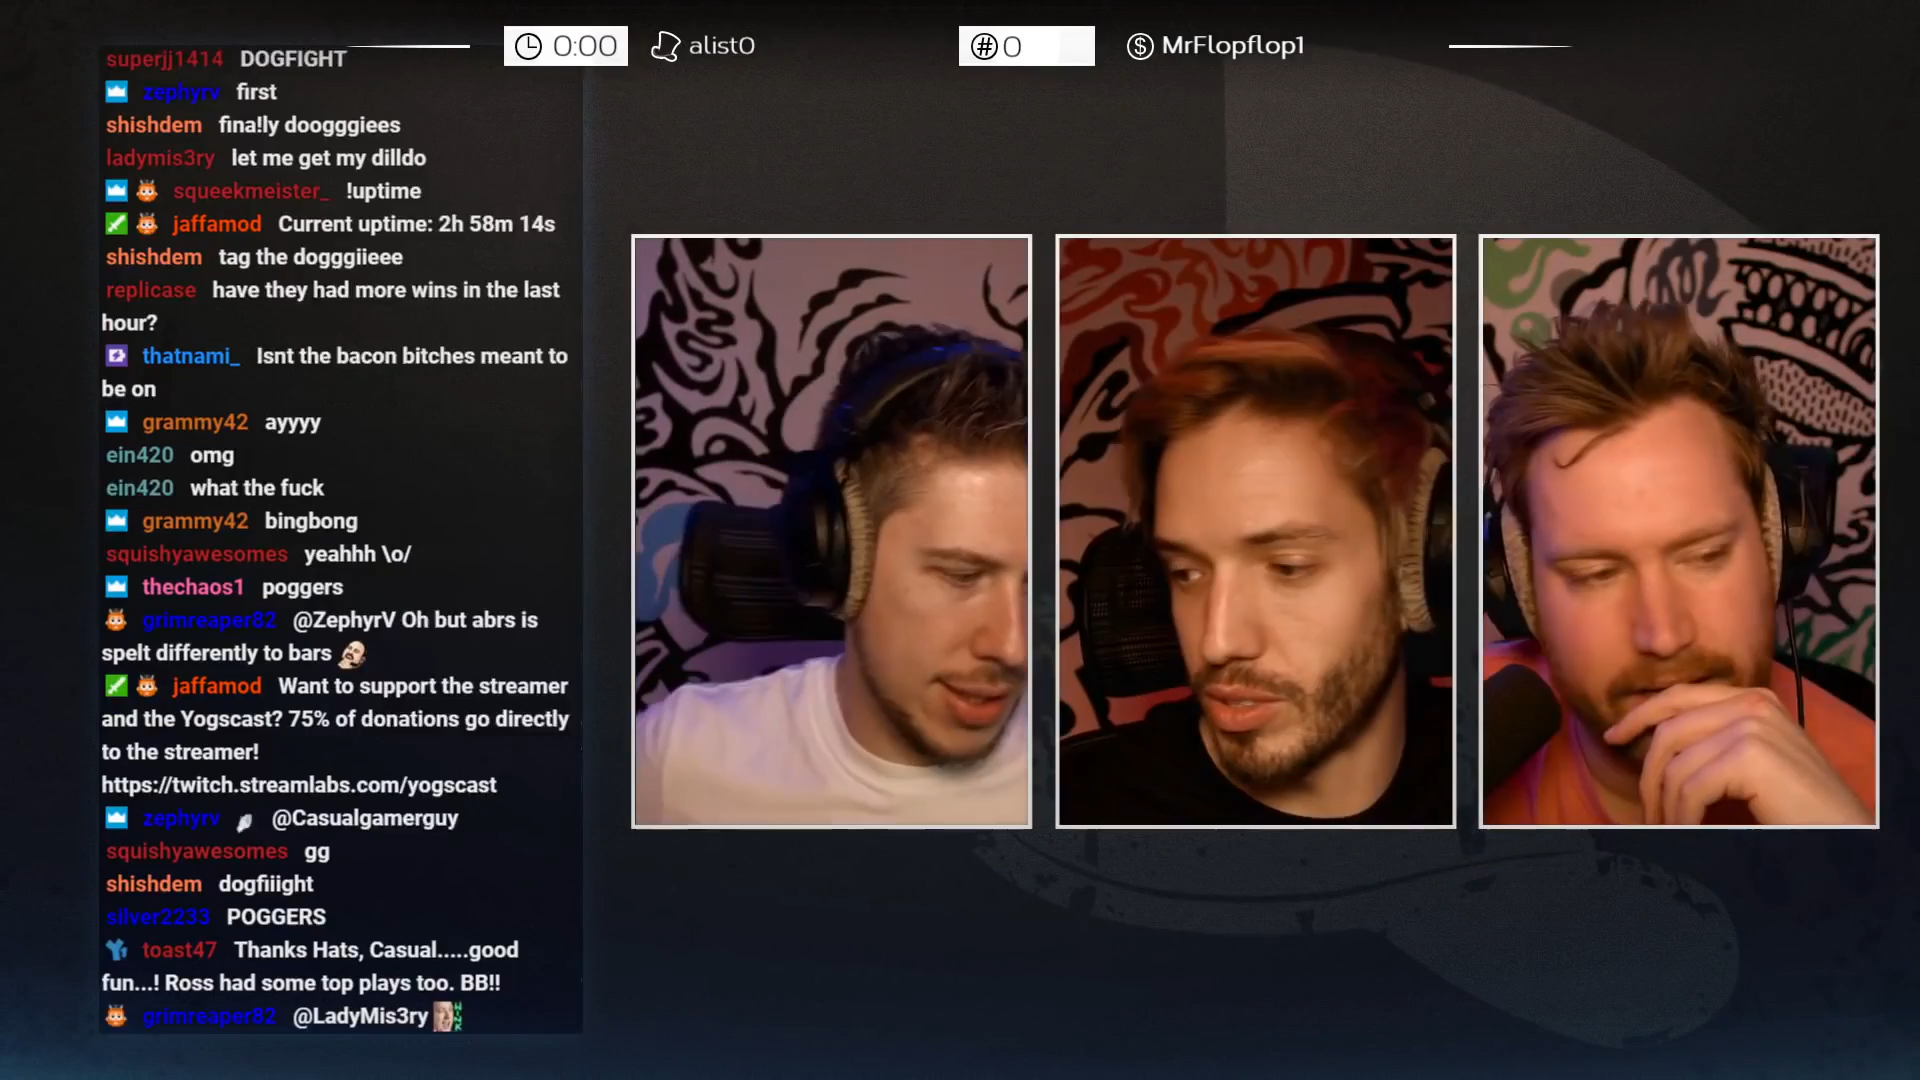 0:00 alist0 # 0 $ MrFlopflop1
superjj1414 DOGFIGHT
zephyrv first
shishdem fina!ly doogggiees
ladymis3ry let me get my dilldo
squeekmeister_ !uptime
jaffamod Current uptime: 2h 58m 14s
shishdem tag the dogggiieee
replicase have they had more wins in the last
hour?
thatnami_ Isnt the bacon bitches meant to
be on
grammy42 ayyyy
ein420 omg
ein420 what the fuck
grammy42 bingbong
squishyawesomes yeahhh \o/
thechaos1 poggers
grimreaper82 @ZephyrV Oh but abrs is
spelt differently to bars
jaffamod Want to support the streamer
and the Yogscast? 75% of donations go directly
to the streamer!
https://twitch.streamlabs.com/yogscast
zephyrv @Casualgamerguy
squishyawesomes gg
shishdem dogfiiight
silver2233 POGGERS
toast47 Thanks Hats, Casual.....good
fun...! Ross had some top plays too. BB!!
grimreaper82 @LadyMis3ry